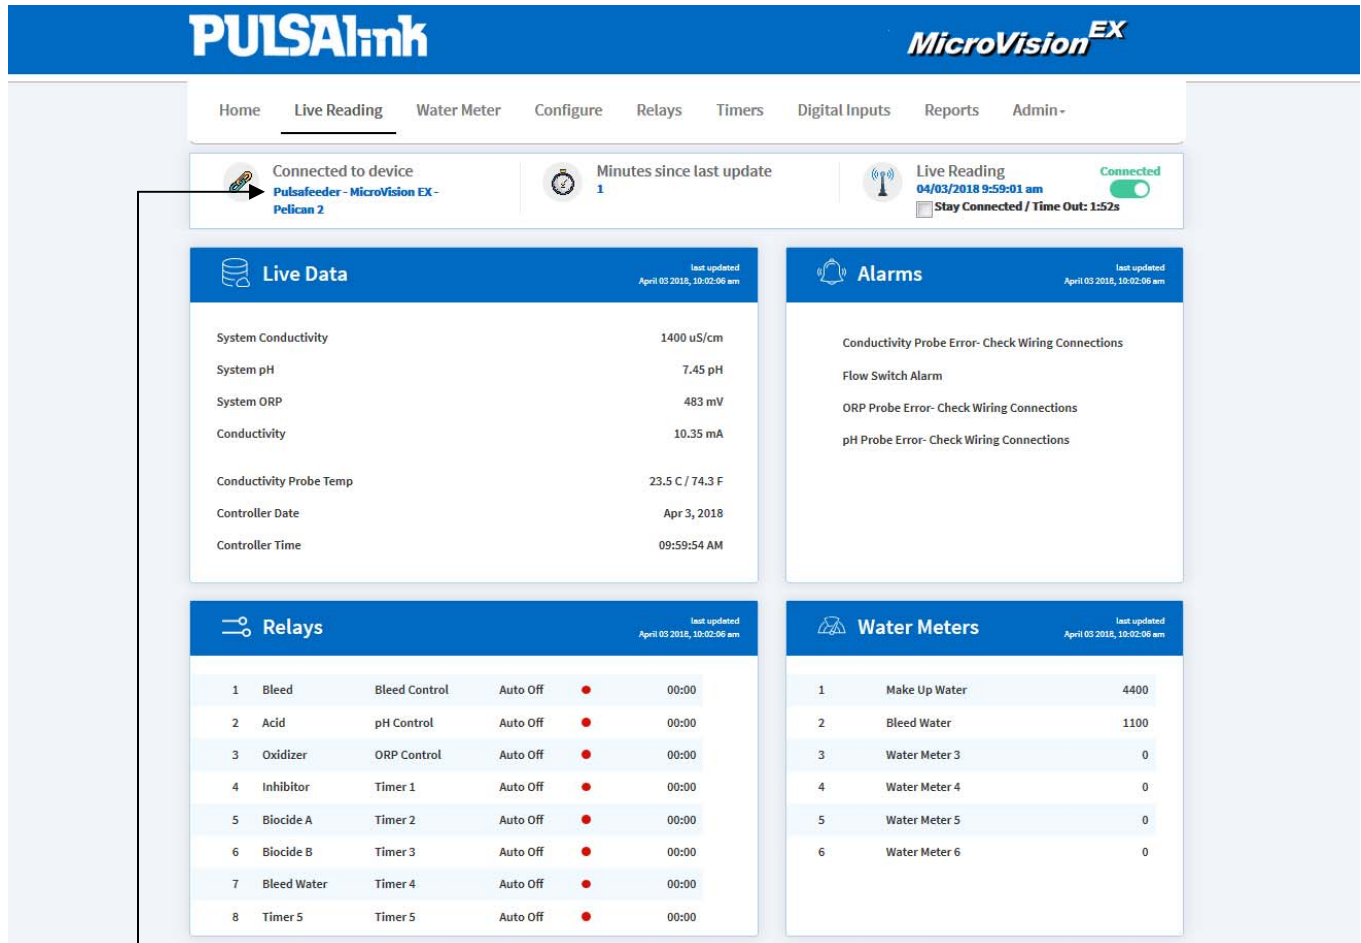 PULSAlink
MicroVision EX
Home Live Reading Water Meter Configure Relays Timers Digital Inputs Reports Admin
Connected to device
Pulsafeeder - MicroVision EX -
Pelican 2
Minutes since last update
1
Live Reading
Connected
04/03/2018 9:59:01 am
Stay Connected / Time Out: 1:52s
Live Data
last updated
April 03 2018, 10:02:06 am
System Conductivity 1400 uS/cm
System pH 7.45 pH
System ORP 483 mV
Conductivity 10.35 mA
Conductivity Probe Temp 23.5 C / 74.3 F
Controller Date Apr 3, 2018
Controller Time 09:59:54 AM
Alarms
last updated
April 03 2018, 10:02:06 am
Conductivity Probe Error- Check Wiring Connections
Flow Switch Alarm
ORP Probe Error- Check Wiring Connections
pH Probe Error- Check Wiring Connections
Relays
last updated
April 03 2018, 10:02:06 am
1 Bleed Bleed Control Auto Off 00:00
2 Acid pH Control Auto Off 00:00
3 Oxidizer ORP Control Auto Off 00:00
4 Inhibitor Timer 1 Auto Off 00:00
5 Biocide A Timer 2 Auto Off 00:00
6 Biocide B Timer 3 Auto Off 00:00
7 Bleed Water Timer 4 Auto Off 00:00
8 Timer 5 Timer 5 Auto Off 00:00
Water Meters
last updated
April 03 2018, 10:02:06 am
1 Make Up Water 4400
2 Bleed Water 1100
3 Water Meter 3 0
4 Water Meter 4 0
5 Water Meter 5 0
6 Water Meter 6 0